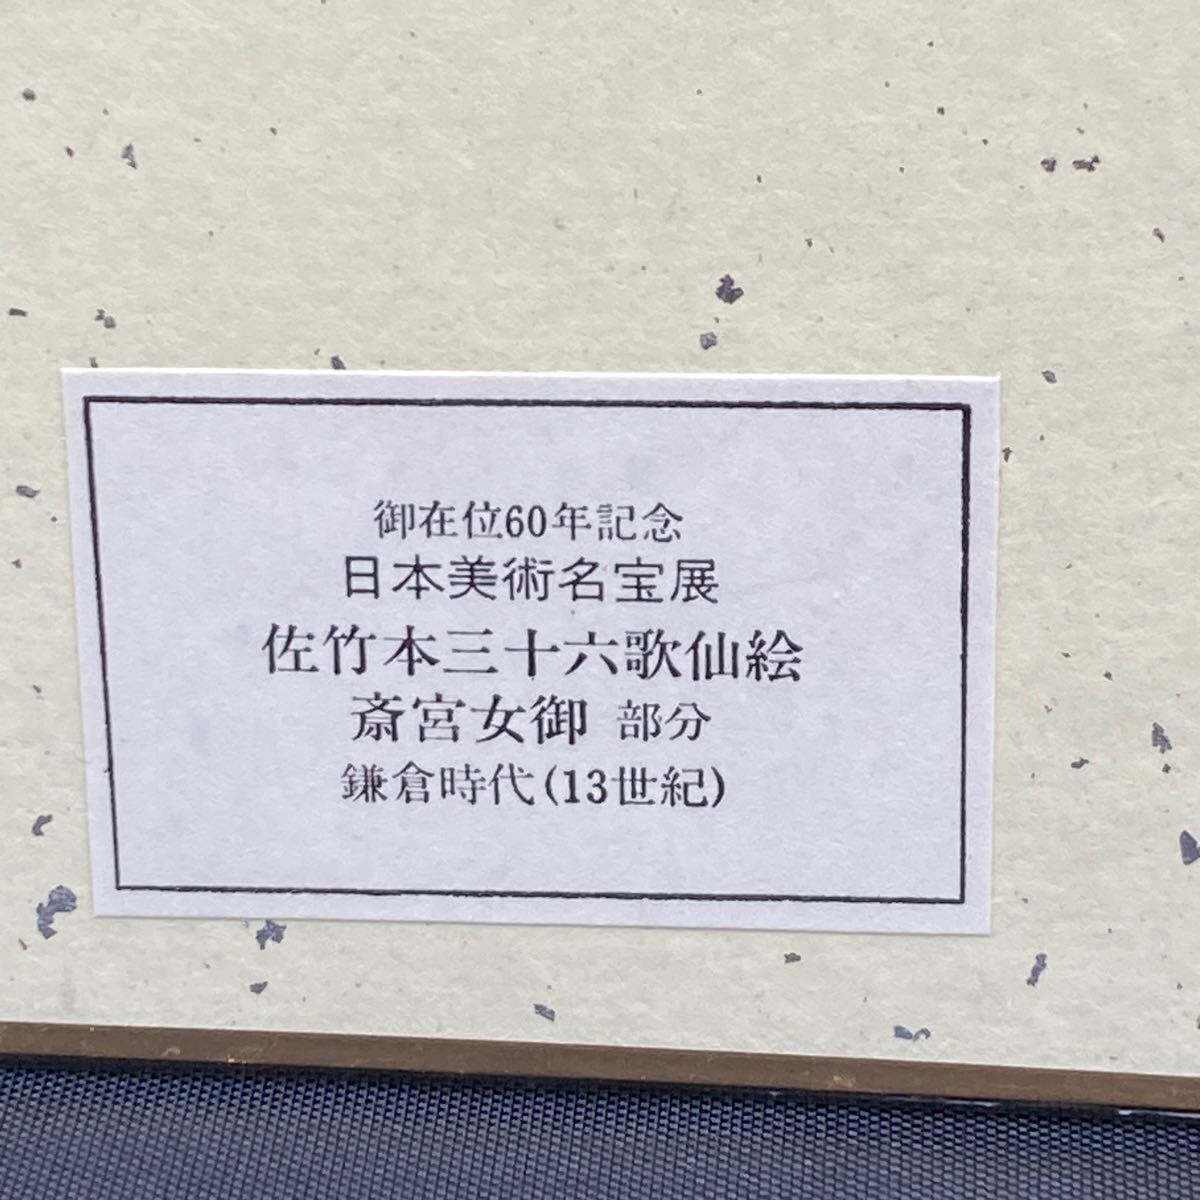 御在位60年記念
日本美術名宝展
佐竹本三十六歌仙絵
斎宮女御 部分
鎌倉時代(13世紀)